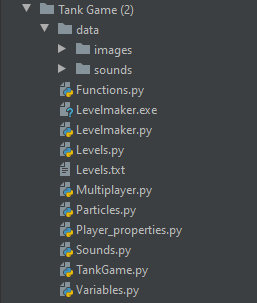 Tank Game (2)
data
images
sounds
Functions.py
Levelmaker.exe
Levelmaker.py
Levels.py
Levels.txt
Multiplayer.py
Particles.py
Player_properties.py
Sounds.py
TankGame.py
Variables.py